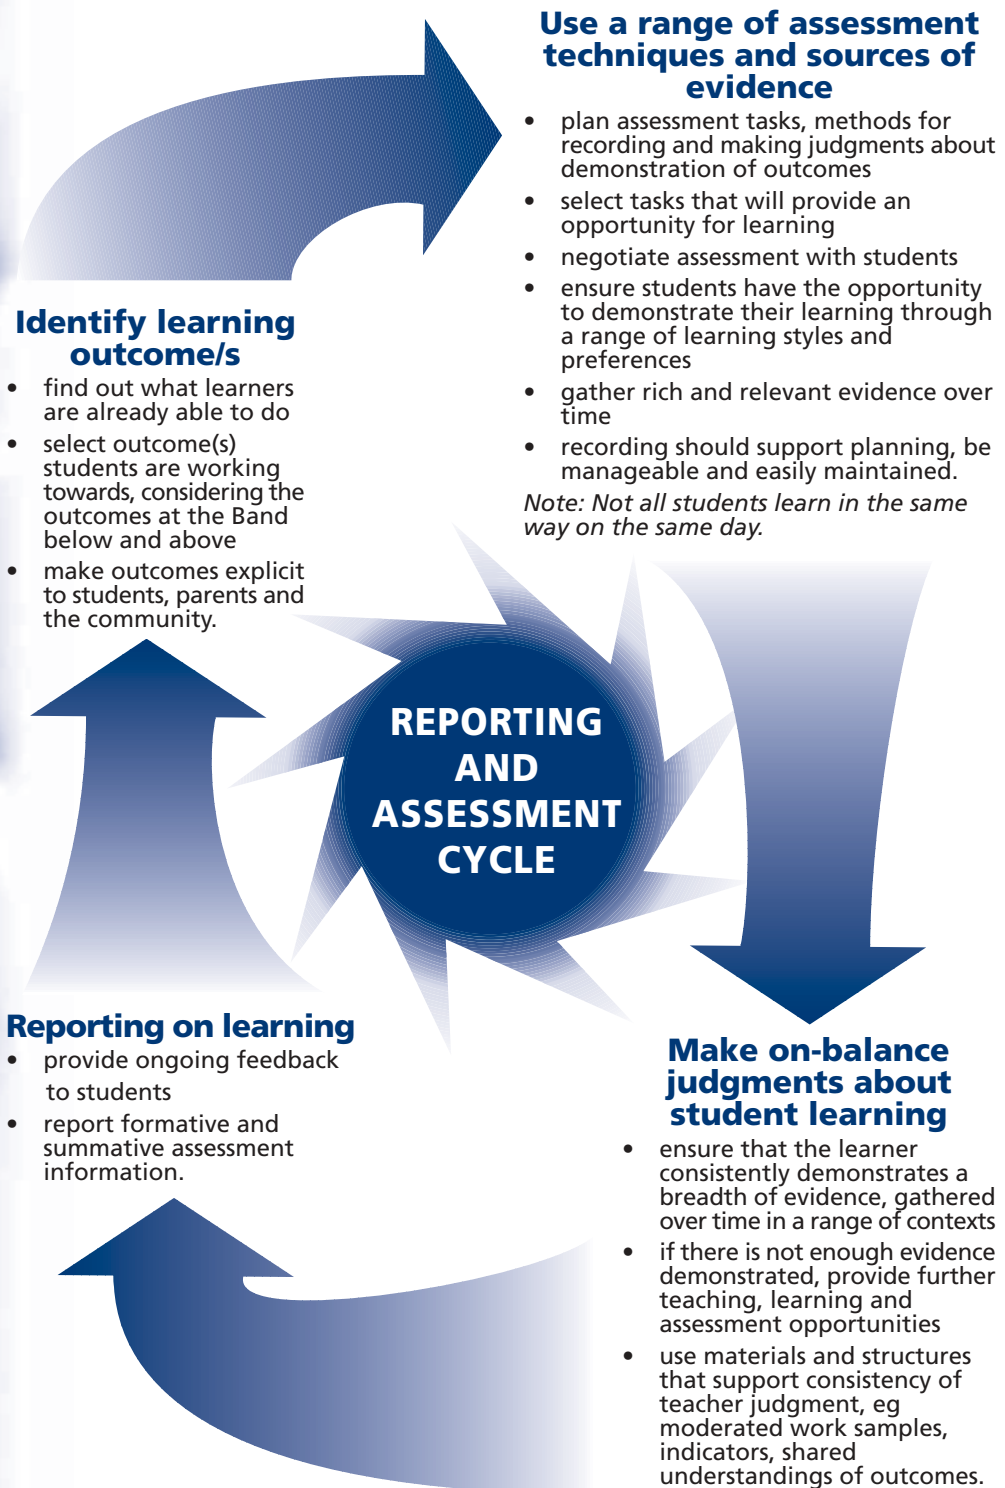 Use a range of assessment
techniques and sources of
evidence
• plan assessment tasks, methods for
recording and making judgments about
demonstration of outcomes
• select tasks that will provide an
opportunity for learning
• negotiate assessment with students
• ensure students have the opportunity
to demonstrate their learning through
a range of learning styles and
preferences
• gather rich and relevant evidence over
time
• recording should support planning, be
manageable and easily maintained.
Note: Not all students learn in the same
way on the same day.
Identify learning
outcome/s
• find out what learners
are already able to do
• select outcome(s)
students are working
towards, considering the
outcomes at the Band
below and above
• make outcomes explicit
to students, parents and
the community.
REPORTING
AND
ASSESSMENT
CYCLE
Reporting on learning
• provide ongoing feedback
to students
• report formative and
summative assessment
information.
Make on-balance
judgments about
student learning
• ensure that the learner
consistently demonstrates a
breadth of evidence, gathered
over time in a range of contexts
• if there is not enough evidence
demonstrated, provide further
teaching, learning and
assessment opportunities
• use materials and structures
that support consistency of
teacher judgment, eg
moderated work samples,
indicators, shared
understandings of outcomes.